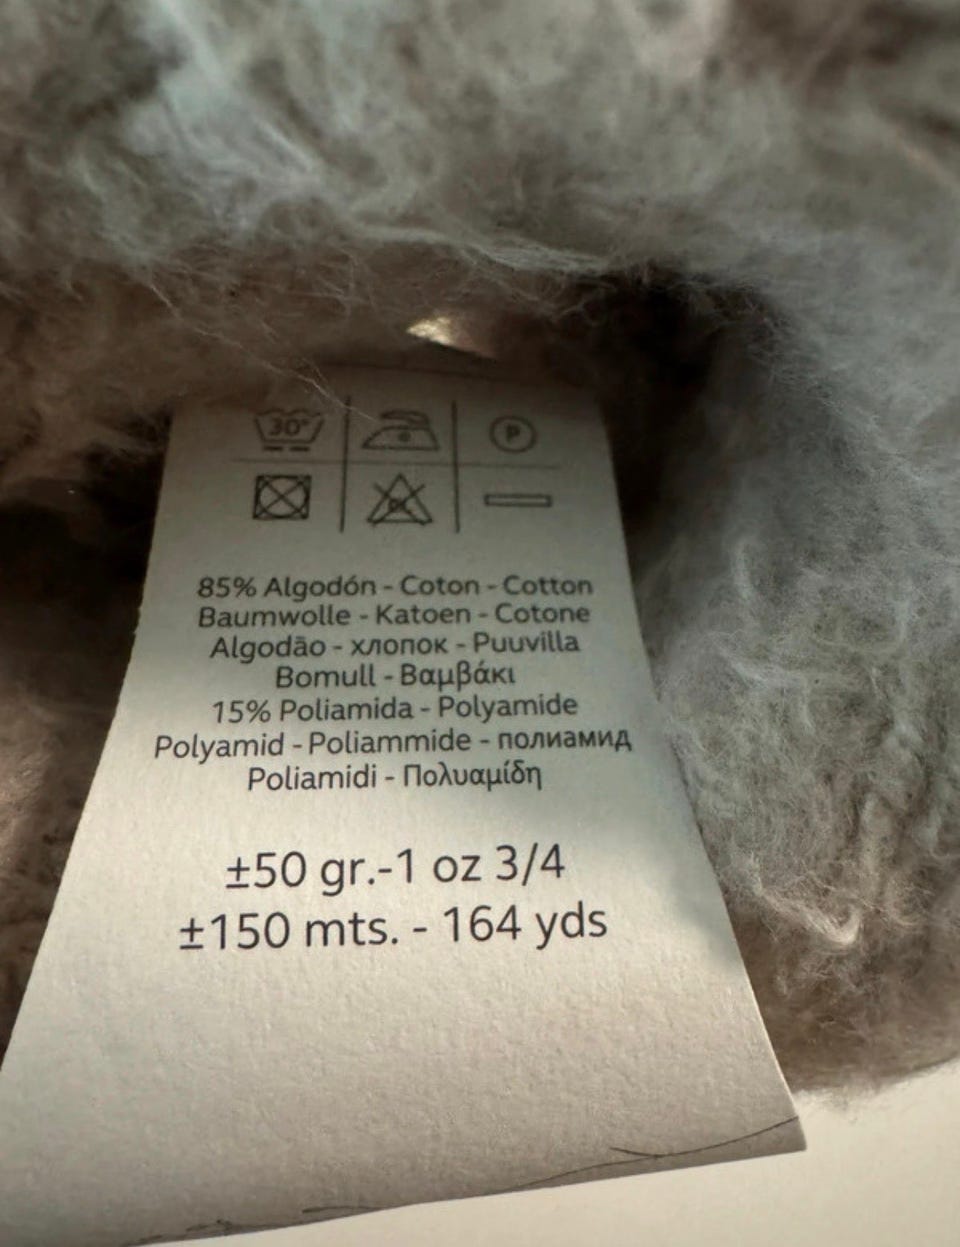 30°
P
85% Algodón - Coton - Cotton
Baumwolle - Katoen - Cotone
Algodão - хлопок - Puuvilla
Bomull - Βαμβάκι
15% Poliamida - Polyamide
Polyamid - Poliammide - полиамид
Poliamidi - Πολυαμίδη
±50 gr.-1 oz 3/4
±150 mts. - 164 yds